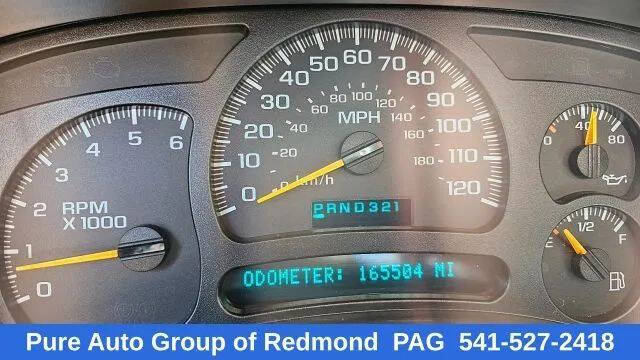 0 1 2 3 4 5 6
RPM
X 1000
0 10 20 30 40 50 60 70 80 90 100 110 120
0 20 40 60 80 100 120 140 160 180
MPH
km/h
PRND321
ODOMETER: 165504 MI
0 40 80
E 1/2 F
Pure Auto Group of Redmond PAG 541-527-2418